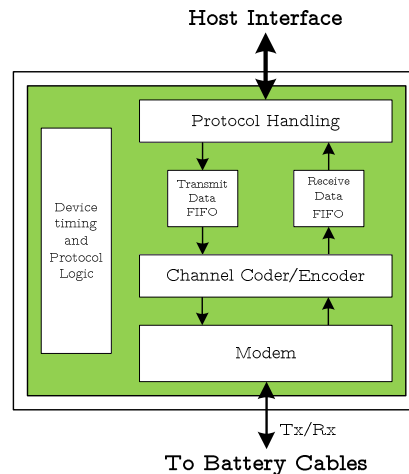 Host Interface
Protocol Handling
Transmit
Data
FIFO
Receive
Data
FIFO
Device
timing
and
Protocol
Logic
Channel Coder/Encoder
Modem
Tx/Rx
To Battery Cables